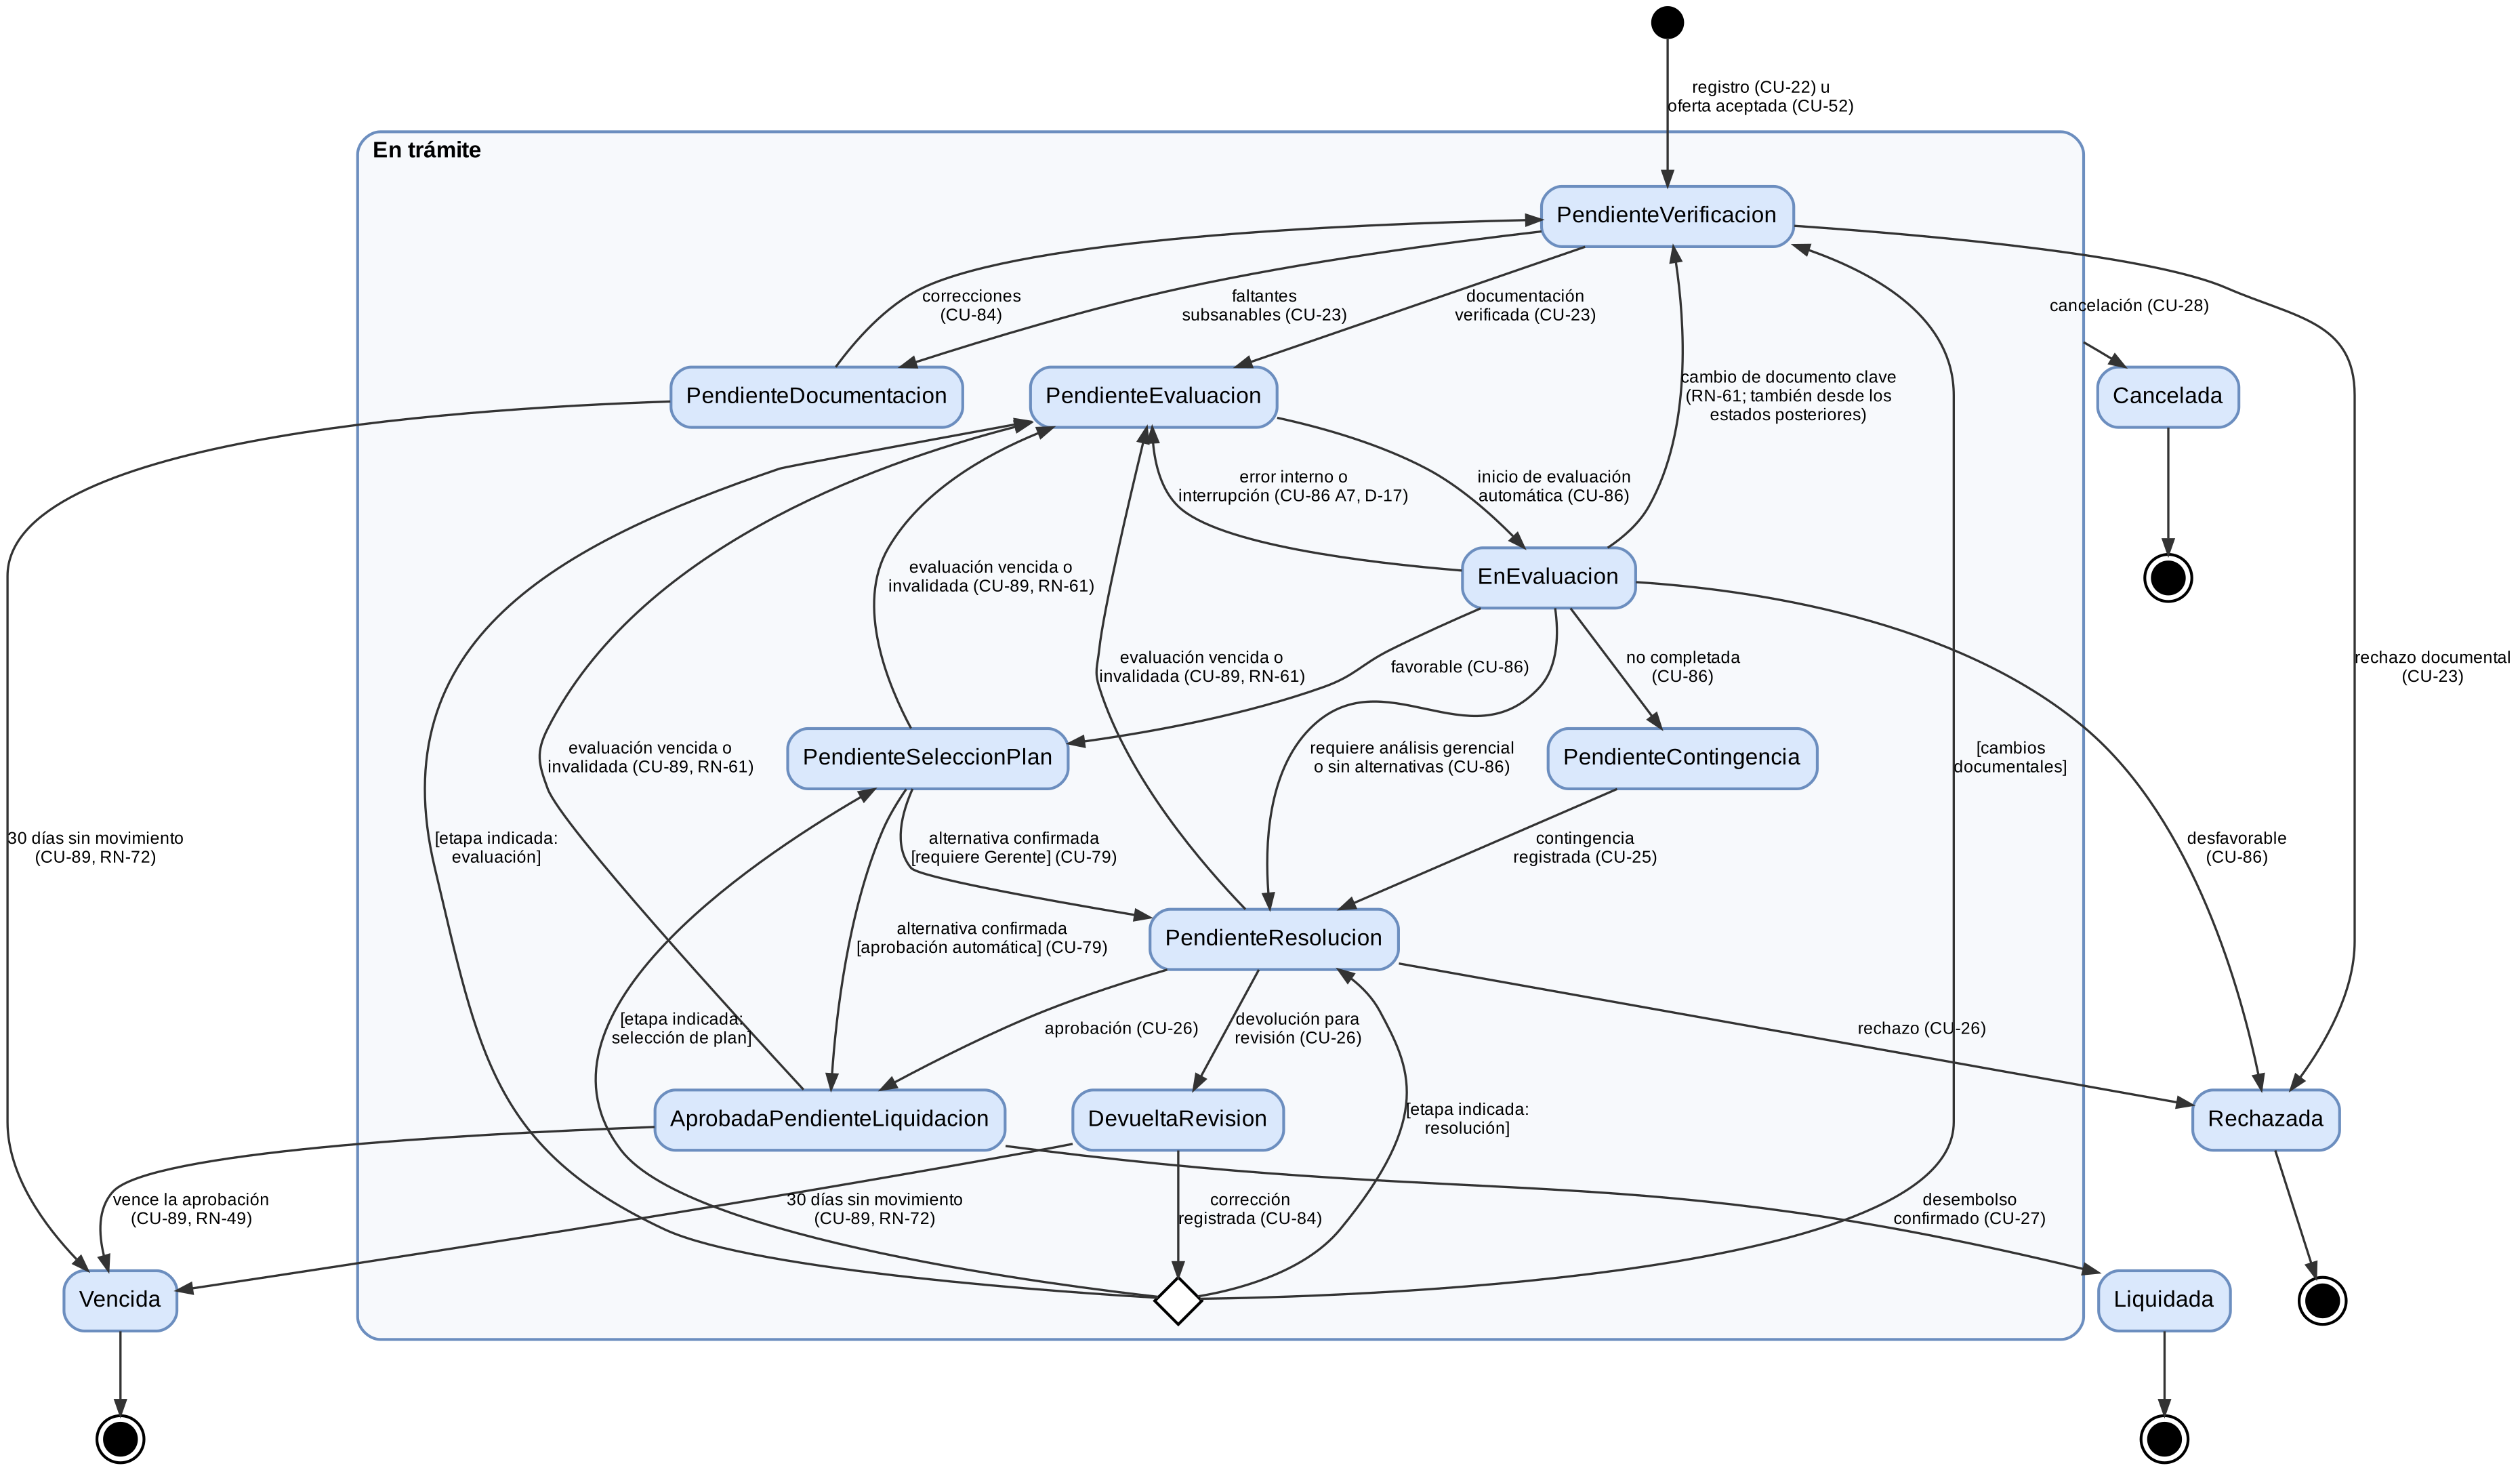 registro (CU-22) u
oferta aceptada (CU-52)
En trámite
PendienteVerificacion
correcciones
(CU-84)
faltantes
subsanables (CU-23)
documentación
verificada (CU-23)
cancelación (CU-28)
cambio de documento clave
(RN-61; también desde los
estados posteriores)
PendienteDocumentacion
PendienteEvaluacion
Cancelada
error interno o
interrupción (CU-86 A7, D-17)
inicio de evaluación
automática (CU-86)
EnEvaluacion
evaluación vencida o
invalidada (CU-89, RN-61)
evaluación vencida o
invalidada (CU-89, RN-61)
favorable (CU-86)
no completada
(CU-86)
rechazo documental
(CU-23)
evaluación vencida o
invalidada (CU-89, RN-61)
PendienteSeleccionPlan
requiere análisis gerencial
o sin alternativas (CU-86)
PendienteContingencia
[cambios
documentales]
30 días sin movimiento
(CU-89, RN-72)
[etapa indicada:
evaluación]
alternativa confirmada
[requiere Gerente] (CU-79)
contingencia
registrada (CU-25)
desfavorable
(CU-86)
alternativa confirmada
[aprobación automática] (CU-79)
PendienteResolucion
[etapa indicada:
selección de plan]
aprobación (CU-26)
devolución para
revisión (CU-26)
rechazo (CU-26)
AprobadaPendienteLiquidacion
DevueltaRevision
[etapa indicada:
resolución]
Rechazada
vence la aprobación
(CU-89, RN-49)
30 días sin movimiento
(CU-89, RN-72)
corrección
registrada (CU-84)
desembolso
confirmado (CU-27)
Vencida
Liquidada